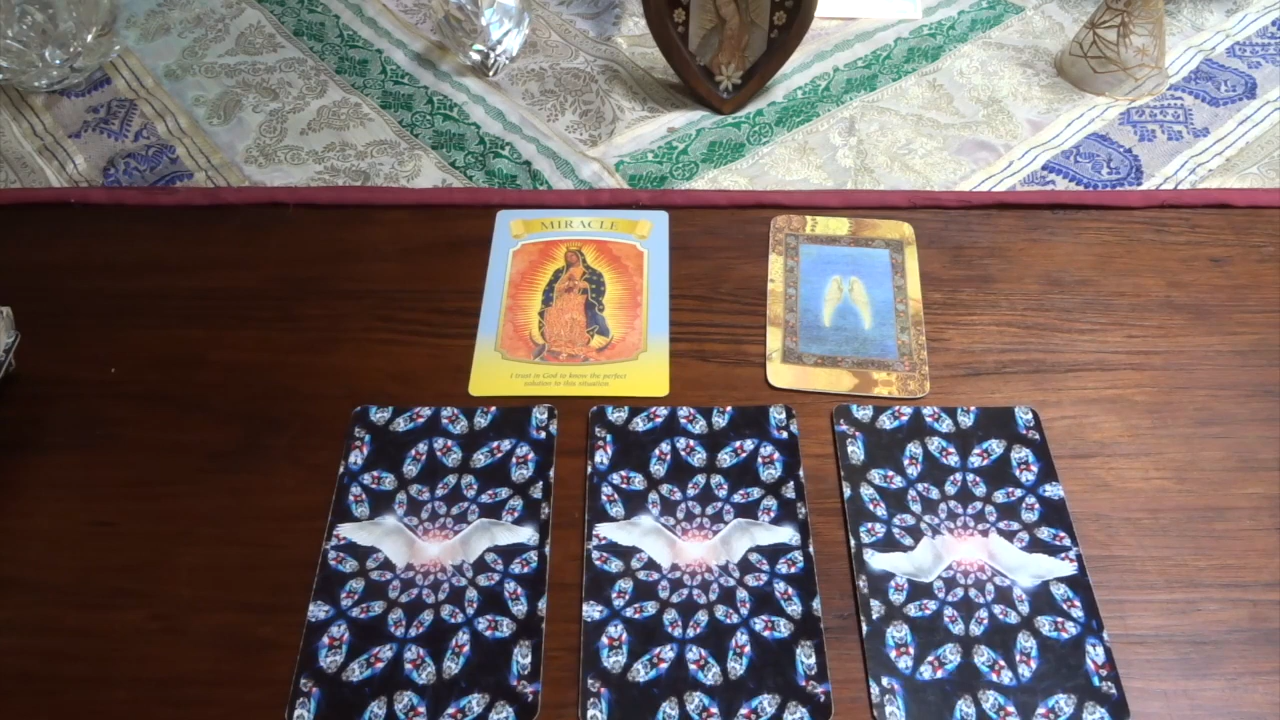 MIRACLE
I trust in God to know the perfect
solution to this situation.